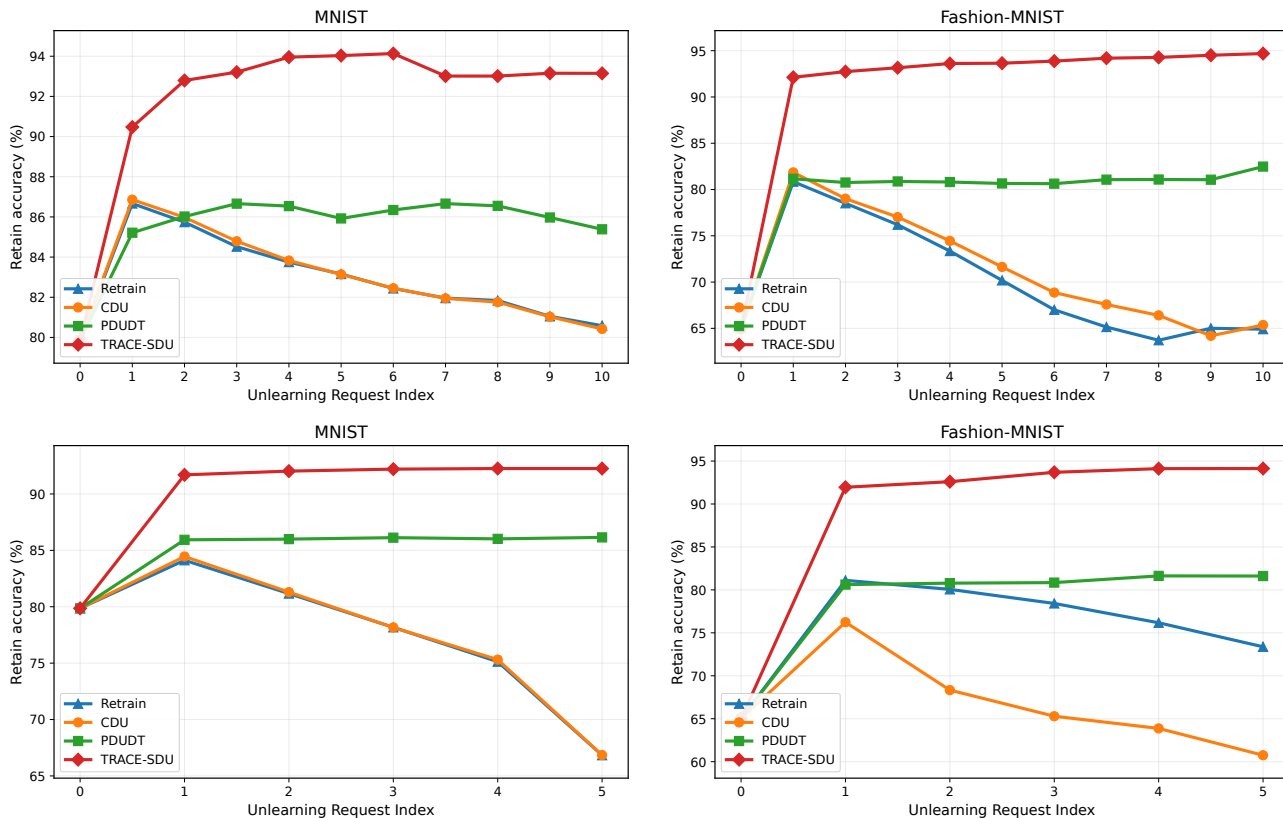 MNIST
Retain accuracy (%)
94
92
90
88
86
84
82
80
Retrain
CDU
PDUDT
TRACE-SDU
0 1 2 3 4 5 6 7 8 9 10
Unlearning Request Index
Fashion-MNIST
Retain accuracy (%)
95
90
85
80
75
70
65
Retrain
CDU
PDUDT
TRACE-SDU
0 1 2 3 4 5 6 7 8 9 10
Unlearning Request Index
MNIST
Retain accuracy (%)
90
85
80
75
70
65
Retrain
CDU
PDUDT
TRACE-SDU
0 1 2 3 4 5
Unlearning Request Index
Fashion-MNIST
Retain accuracy (%)
95
90
85
80
75
70
65
60
Retrain
CDU
PDUDT
TRACE-SDU
0 1 2 3 4 5
Unlearning Request Index